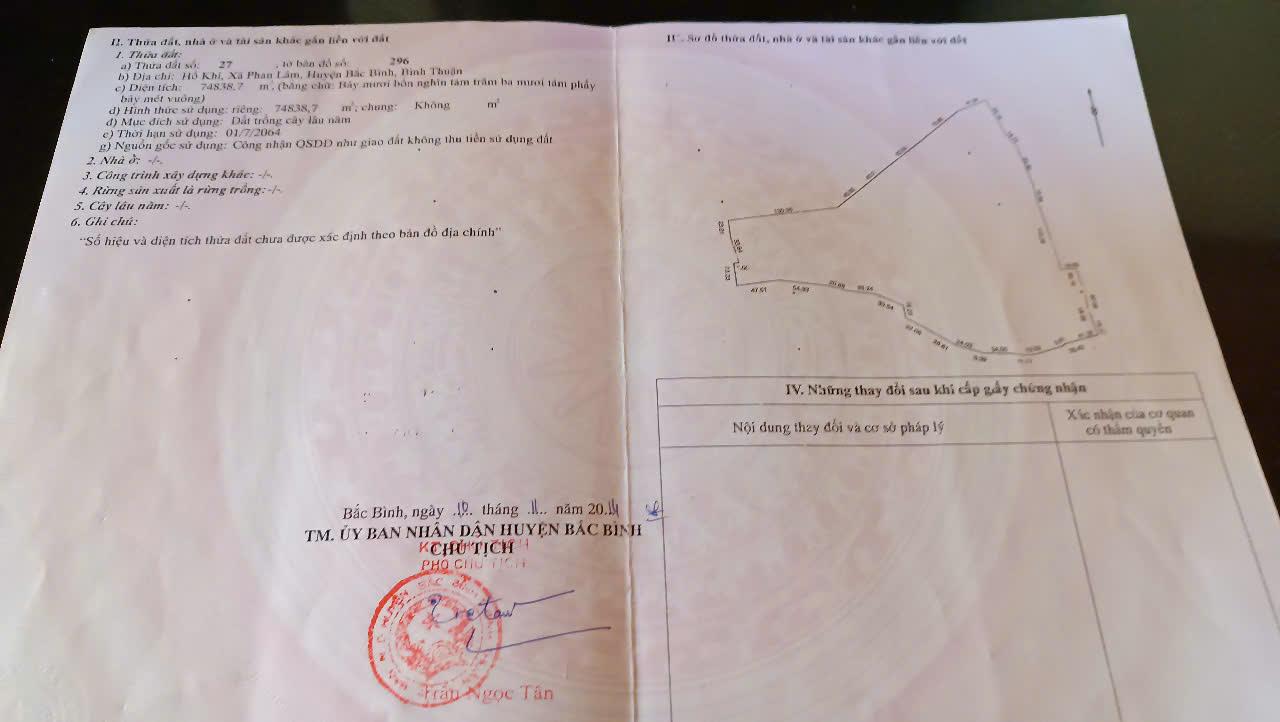 II. Thửa đất, nhà ở và tài sản khác gắn liền với đất
1. Thửa đất:
a) Thửa đất số: 27 , tờ bản đồ số: 296
b) Địa chỉ: Hồ Khí, Xã Phan Lâm, Huyện Bắc Bình, Bình Thuận
c) Diện tích: 74838,7 m², (bằng chữ: Bảy mươi bốn nghìn tám trăm ba mươi tám phẩy
bảy mét vuông)
d) Hình thức sử dụng: riêng: 74838,7 m²; chung: Không m²
đ) Mục đích sử dụng: Đất trồng cây lâu năm
e) Thời hạn sử dụng: 01/7/2064
g) Nguồn gốc sử dụng: Công nhận QSDĐ như giao đất không thu tiền sử dụng đất
2. Nhà ở: -/-.
3. Công trình xây dựng khác: -/-.
4. Rừng sản xuất là rừng trồng: -/-.
5. Cây lâu năm: -/-.
6. Ghi chú:
"Số hiệu và diện tích thửa đất chưa được xác định theo bản đồ địa chính"
Bắc Bình, ngày tháng 11 năm 2014
TM. ỦY BAN NHÂN DÂN HUYỆN BẮC BÌNH
CHỦ TỊCH
PHÓ CHỦ TỊCH
Trần Ngọc Tân
III. Sơ đồ thửa đất, nhà ở và tài sản khác gắn liền với đất
47.51
54.93
IV. Những thay đổi sau khi cấp giấy chứng nhận
Nội dung thay đổi và cơ sở pháp lý
Xác nhận của cơ quan
có thẩm quyền